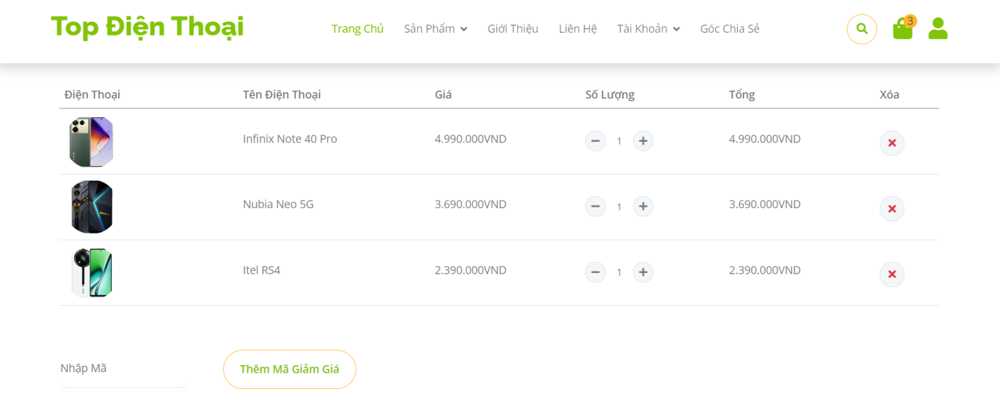 Top Điện Thoại Trang Chủ Sản Phẩm Giới Thiệu Liên Hệ Tài Khoản Góc Chia Sẻ 3
Điện Thoại Tên Điện Thoại Giá Số Lượng Tổng Xóa
Infinix Note 40 Pro 4.990.000VND 1 4.990.000VND
Nubia Neo 5G 3.690.000VND 1 3.690.000VND
Itel RS4 2.390.000VND 1 2.390.000VND
Nhập Mã Thêm Mã Giảm Giá